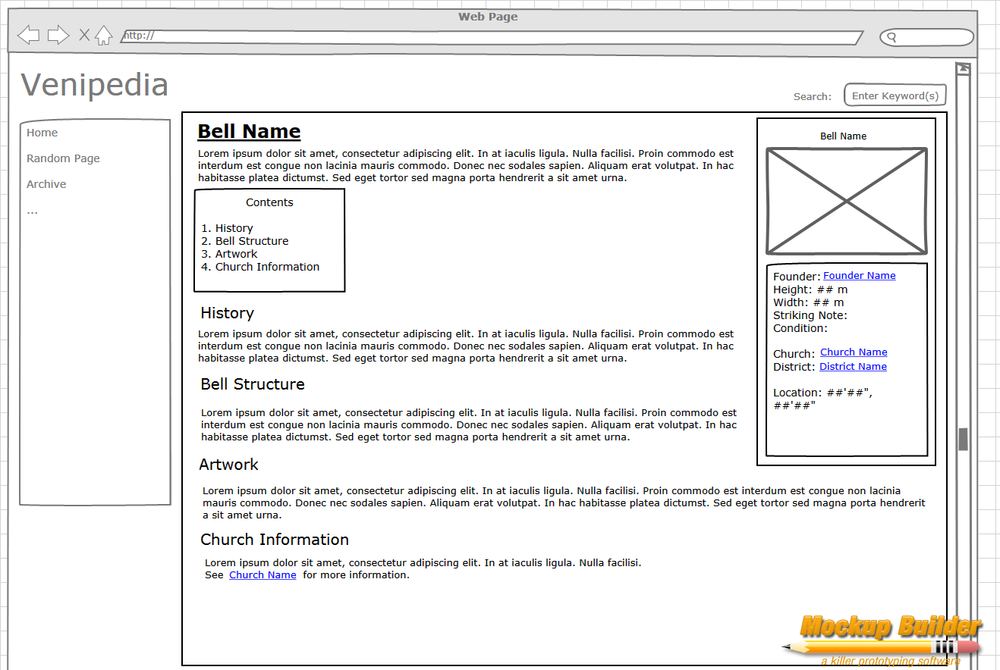 Web Page
http://
Venipedia
Search:
Enter Keyword(s)
Home
Random Page
Archive
...
Bell Name
Lorem ipsum dolor sit amet, consectetur adipiscing elit. In at iaculis ligula. Nulla facilisi. Proin commodo est
interdum est congue non lacinia mauris commodo. Donec nec sodales sapien. Aliquam erat volutpat. In hac
habitasse platea dictumst. Sed eget tortor sed magna porta hendrerit a sit amet urna.
Contents
1. History
2. Bell Structure
3. Artwork
4. Church Information
History
Lorem ipsum dolor sit amet, consectetur adipiscing elit. In at iaculis ligula. Nulla facilisi. Proin commodo est
interdum est congue non lacinia mauris commodo. Donec nec sodales sapien. Aliquam erat volutpat. In hac
habitasse platea dictumst. Sed eget tortor sed magna porta hendrerit a sit amet urna.
Bell Structure
Lorem ipsum dolor sit amet, consectetur adipiscing elit. In at iaculis ligula. Nulla facilisi. Proin commodo est
interdum est congue non lacinia mauris commodo. Donec nec sodales sapien. Aliquam erat volutpat. In hac
habitasse platea dictumst. Sed eget tortor sed magna porta hendrerit a sit amet urna.
Artwork
Lorem ipsum dolor sit amet, consectetur adipiscing elit. In at iaculis ligula. Nulla facilisi. Proin commodo est interdum est congue non lacinia
mauris commodo. Donec nec sodales sapien. Aliquam erat volutpat. In hac habitasse platea dictumst. Sed eget tortor sed magna porta hendrerit
a sit amet urna.
Church Information
Lorem ipsum dolor sit amet, consectetur adipiscing elit. In at iaculis ligula. Nulla facilisi.
See Church Name for more information.
Bell Name
Founder: Founder Name
Height: ## m
Width: ## m
Striking Note:
Condition:
Church: Church Name
District: District Name
Location: ##'##",
##'##"
Mockup Builder
a killer prototyping software